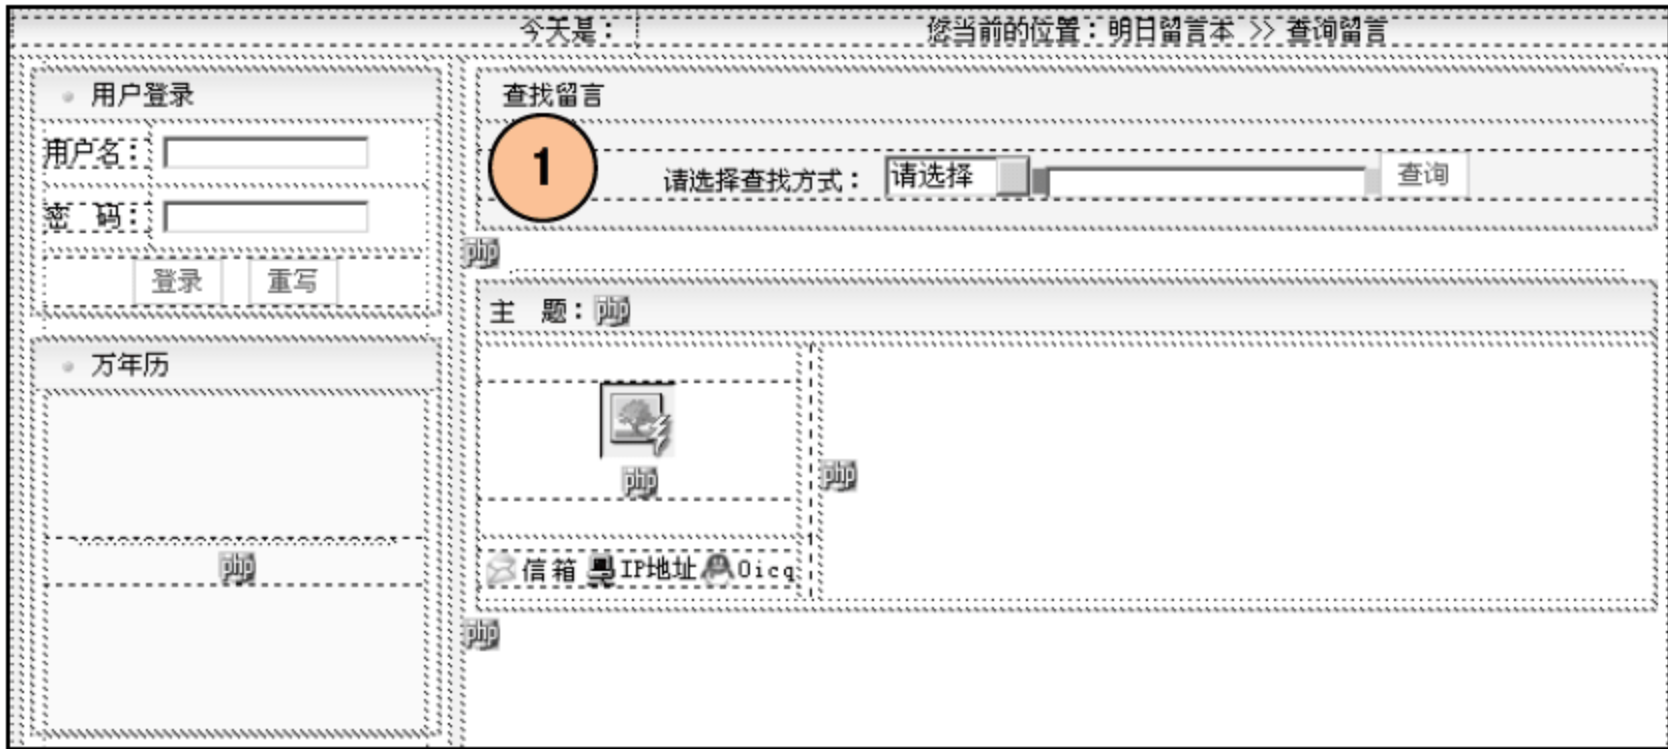 今天是： 您当前的位置：明日留言本 >> 查询留言
用户登录
用户名：
密 码：
登录 重写
万年历
php
查找留言
1
请选择查找方式： 请选择 查询
php
主 题：php
php
php
信箱 IP地址 Oicq
php